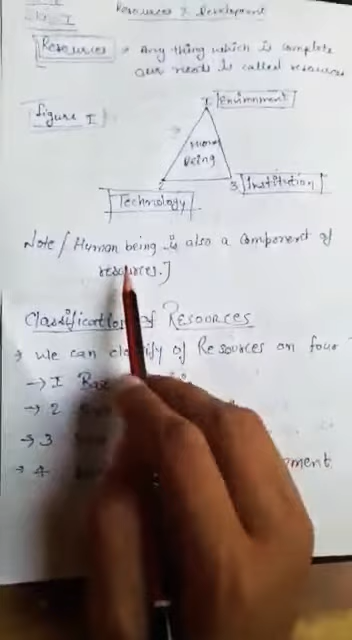 Resources & Development
Resources → Any thing which is complete
our needs is called resources
Figure I
1 Environment
Human
Being
2
3 Institution
Technology
Note / Human being is also a component of
resources.]
Classification of Resources
→ We can classify of Resources on four
→ 1 Bas
→ 2
→ 3
→ 4